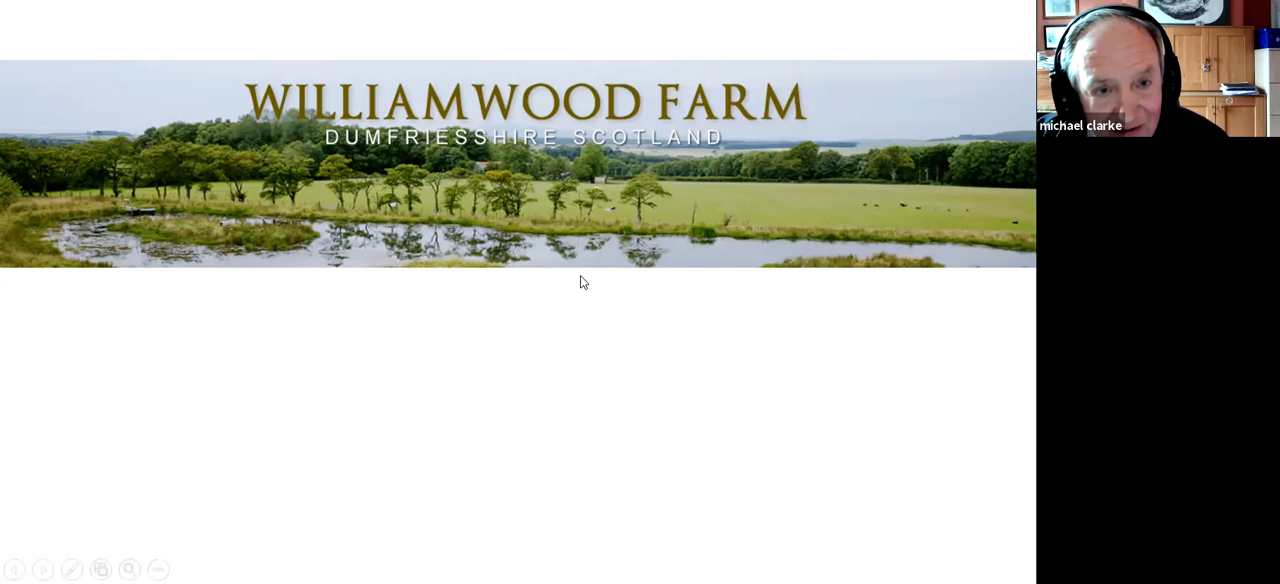 WILLIAMWOOD FARM
DUMFRIESSHIRE SCOTLAND
michael clarke